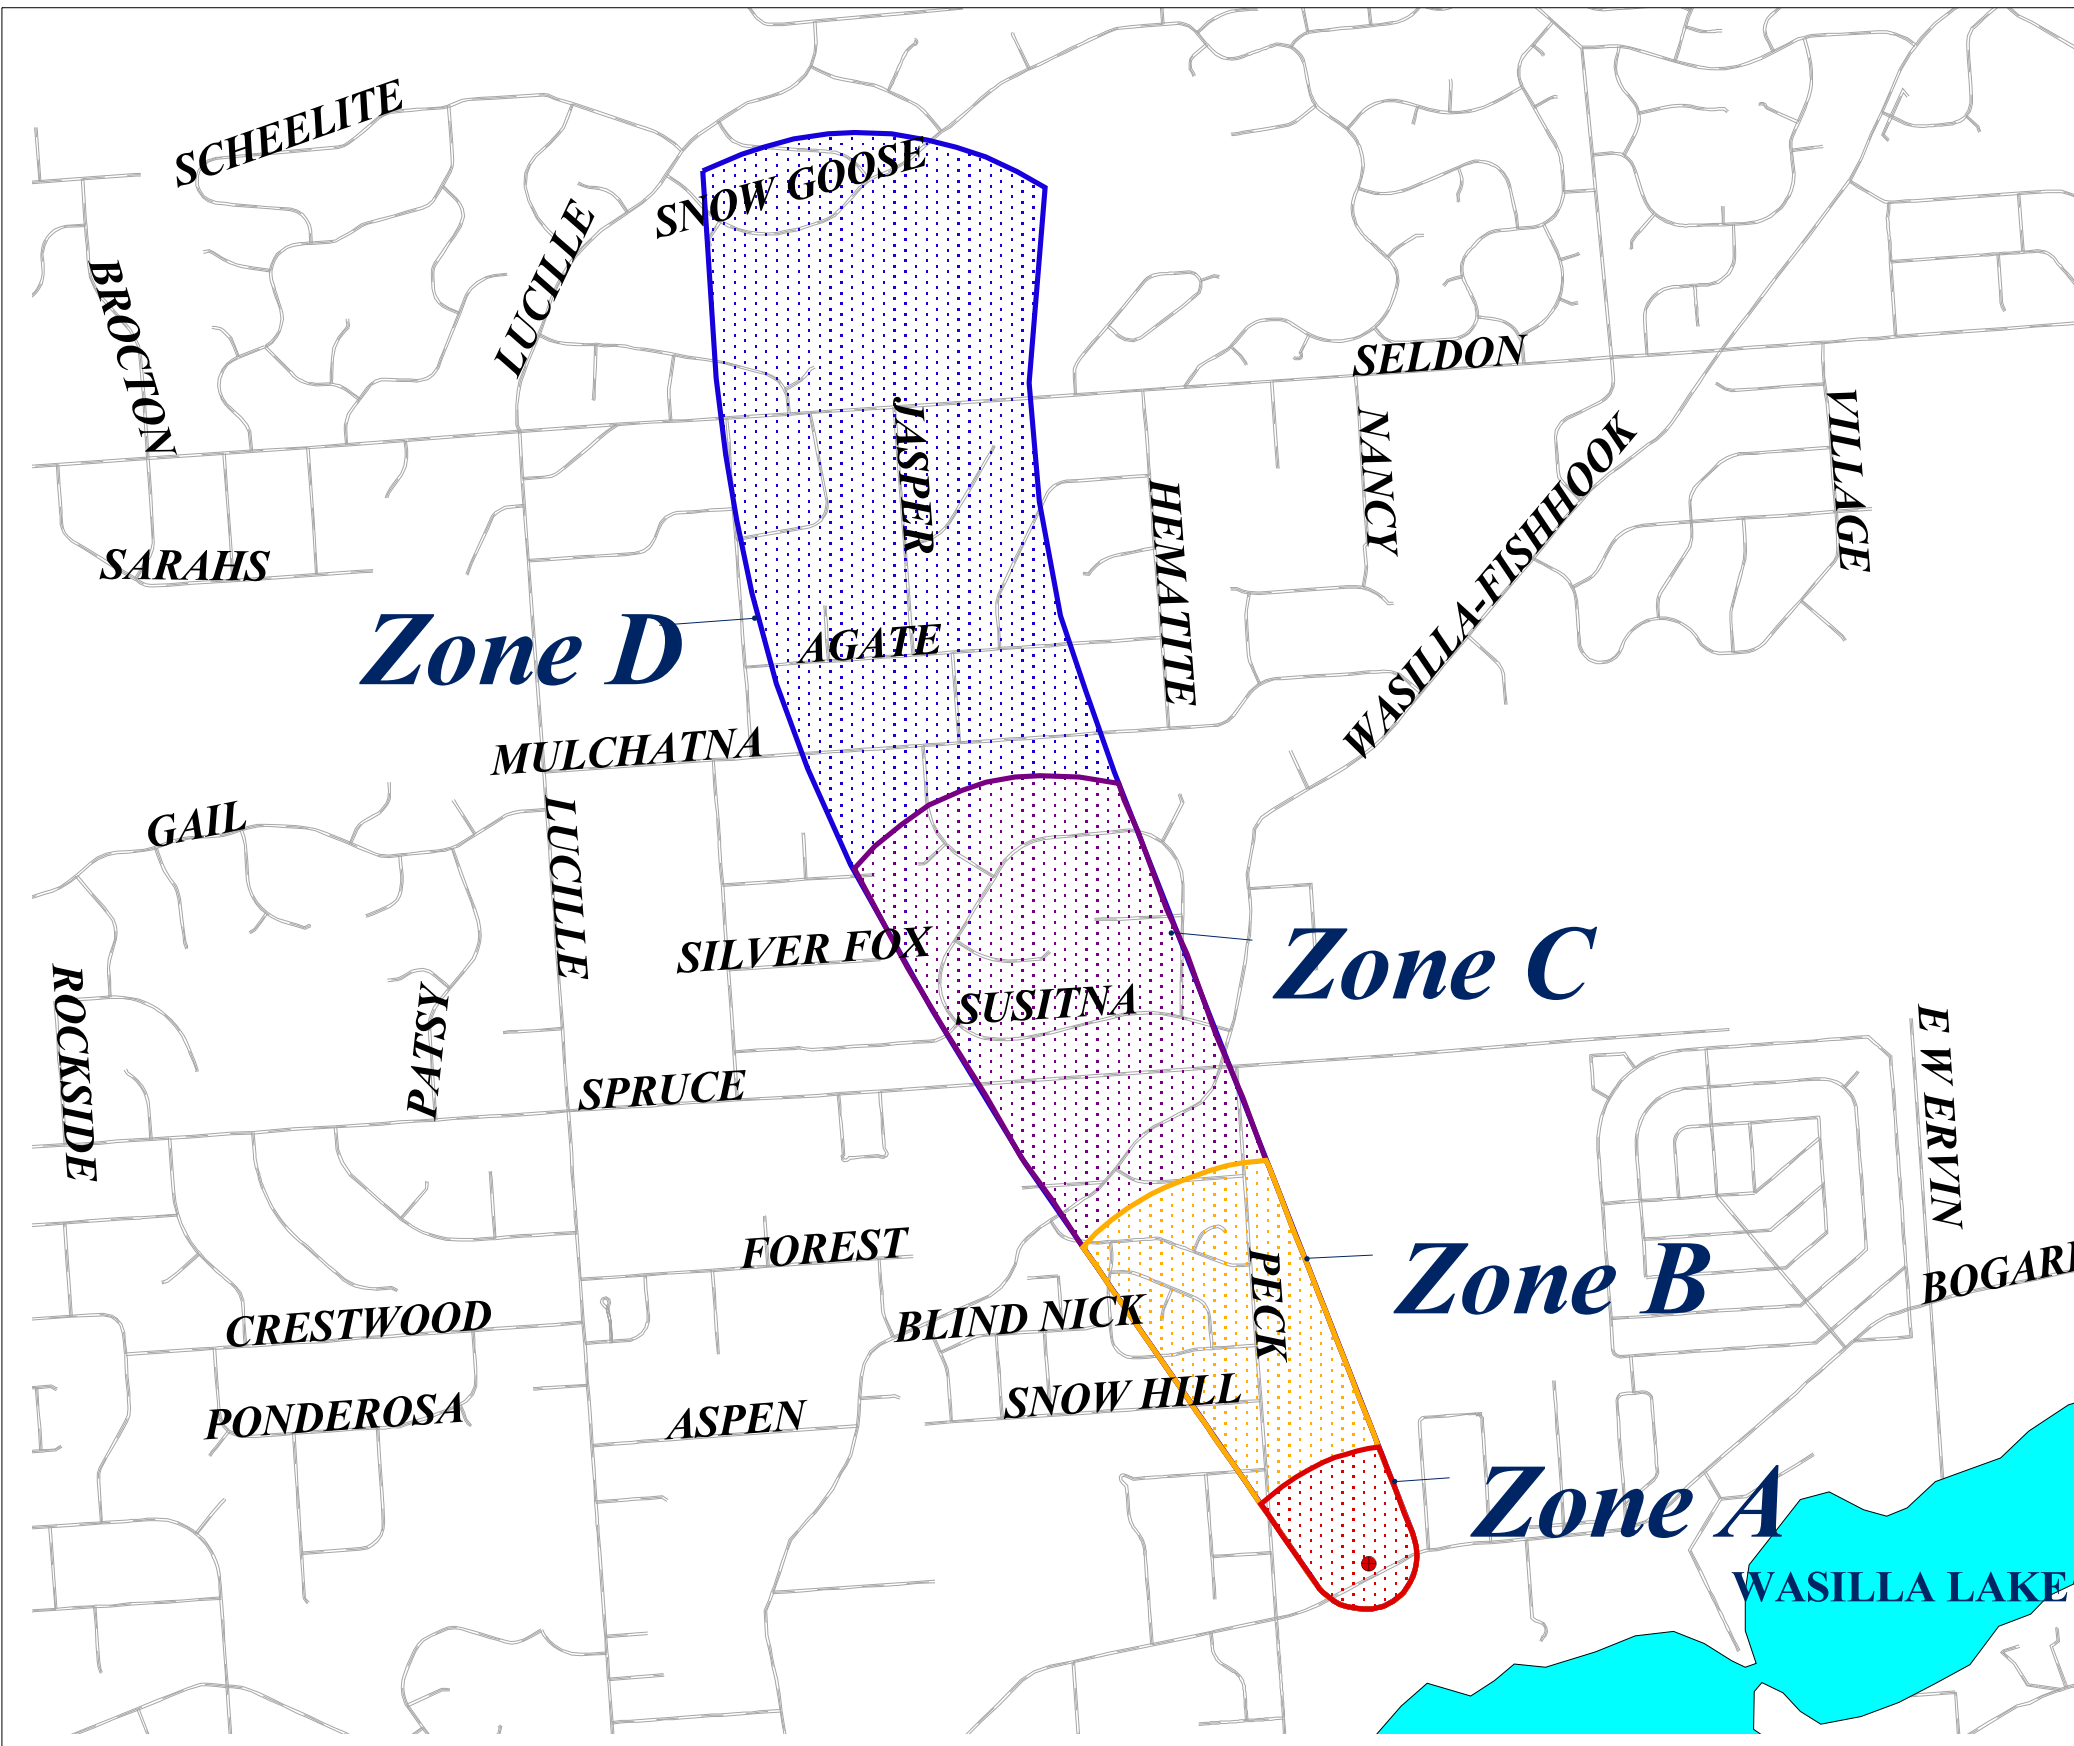 SCHEELITE
SNOW GOOSE
LUCILLE
BROCTON
SELDON
JASPER
NANCY
VILLAGE
HEMATITE
WASILLA-FISHHOOK
SARAHS
Zone D
AGATE
MULCHATNA
GAIL
LUCILLE
SILVER FOX
Zone C
SUSITNA
ROCKSIDE
PATSY
SPRUCE
E W ERVIN
FOREST
PECK
Zone B
BOGARD
CRESTWOOD
BLIND NICK
PONDEROSA
ASPEN
SNOW HILL
Zone A
WASILLA LAKE